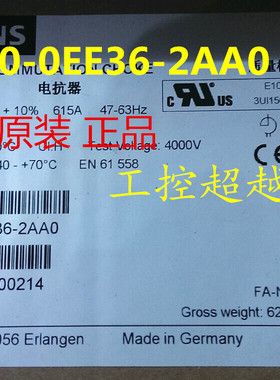 NS
0-0EE36-2AA0
COMMUTATION CHOKE
电抗器
+ 10% 615A 47-63Hz
E10
3UI15
原装 正品
Test Voltage: 4000V
40 - +70°C EN 61 558
工控超越
36-2AA0
00214
FA-N
Gross weight: 62
056 Erlangen Made in Germany